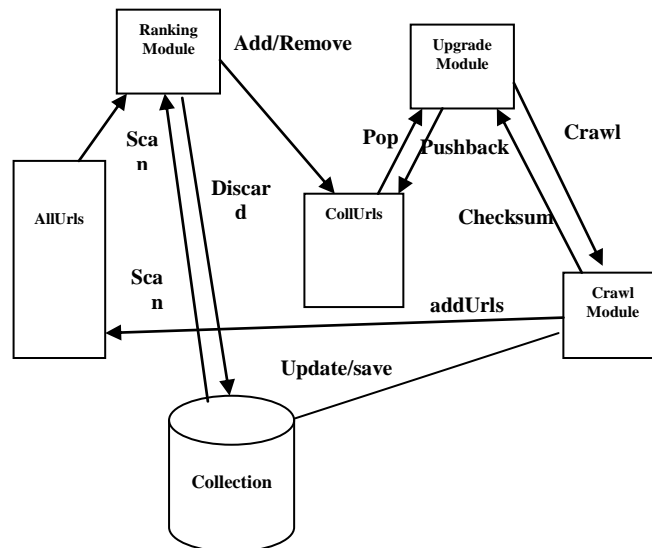 Ranking
Module
Add/Remove
Upgrade
Module
Crawl
Sca
n
Pop
Pushback
Discar
d
AllUrls
CollUrls
Checksum
Sca
n
Crawl
Module
addUrls
Update/save
Collection